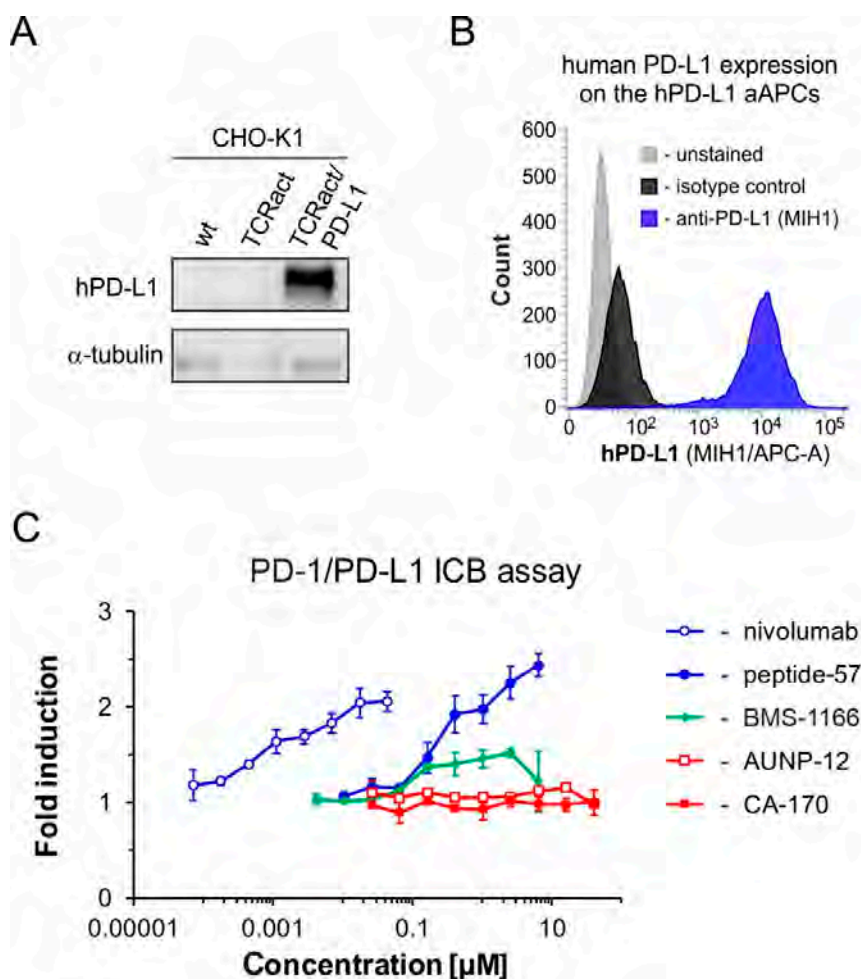 A
CHO-K1
wt
TCRact
TCRact/
PD-L1
hPD-L1
α-tubulin
B
human PD-L1 expression
on the hPD-L1 aAPCs
600
500
400
300
200
100
0
Count
- unstained
- isotype control
- anti-PD-L1 (MIH1)
0 10² 10³ 10⁴ 10⁵
hPD-L1 (MIH1/APC-A)
C
PD-1/PD-L1 ICB assay
3
2
1
0
Fold induction
0.00001 0.001 0.1 10
Concentration [µM]
- nivolumab
- peptide-57
- BMS-1166
- AUNP-12
- CA-170